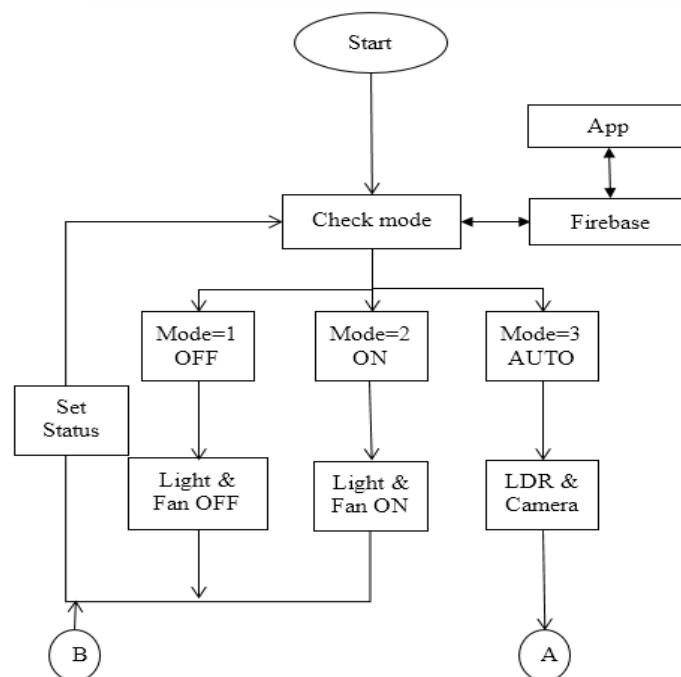 Start
App
Check mode
Firebase
Mode=1
OFF
Mode=2
ON
Mode=3
AUTO
Set
Status
Light &
Fan OFF
Light &
Fan ON
LDR &
Camera
B
A